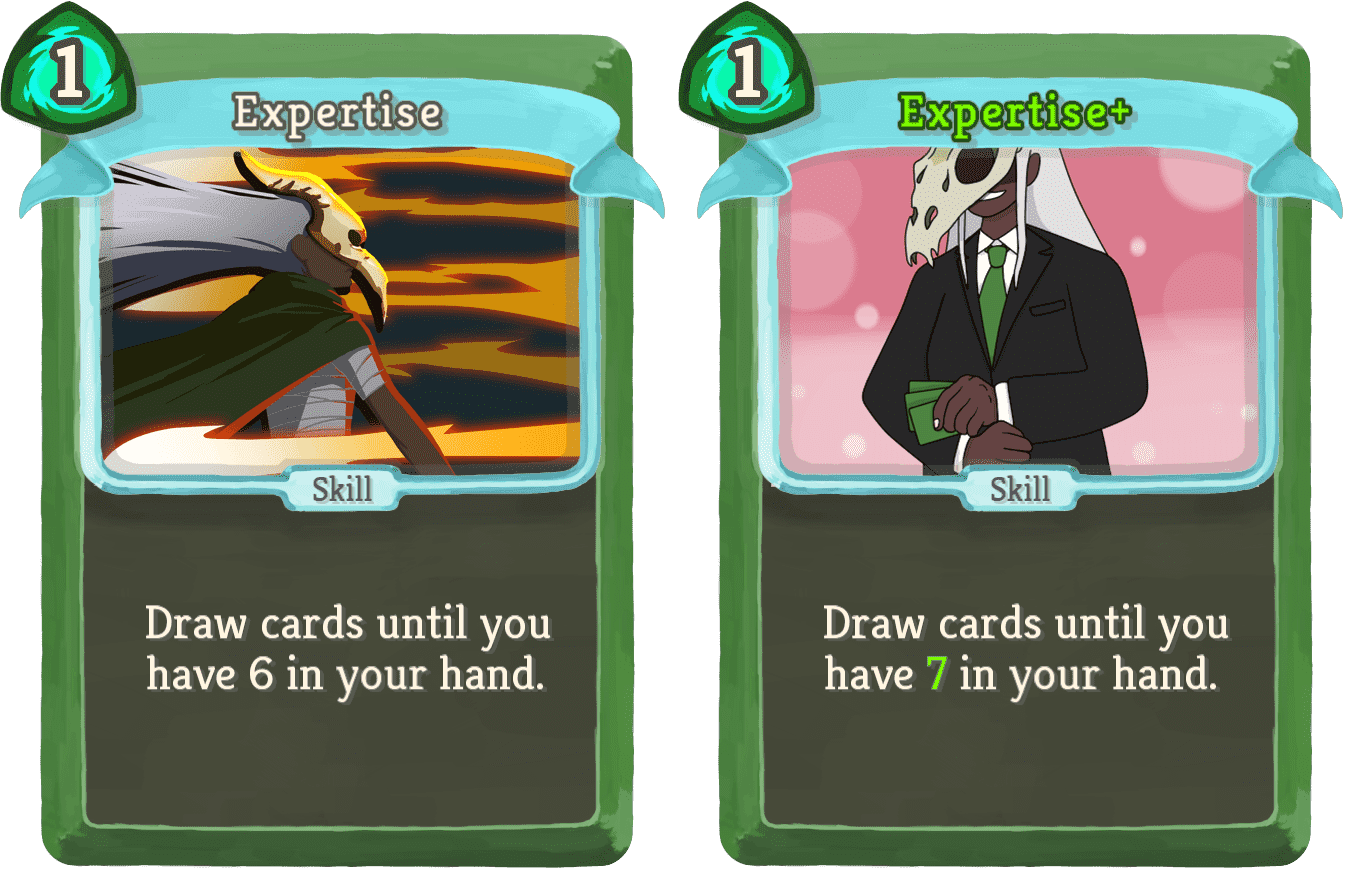 1
Expertise
Skill
Draw cards until you
have 6 in your hand.
1
Expertise+
Skill
Draw cards until you
have 7 in your hand.